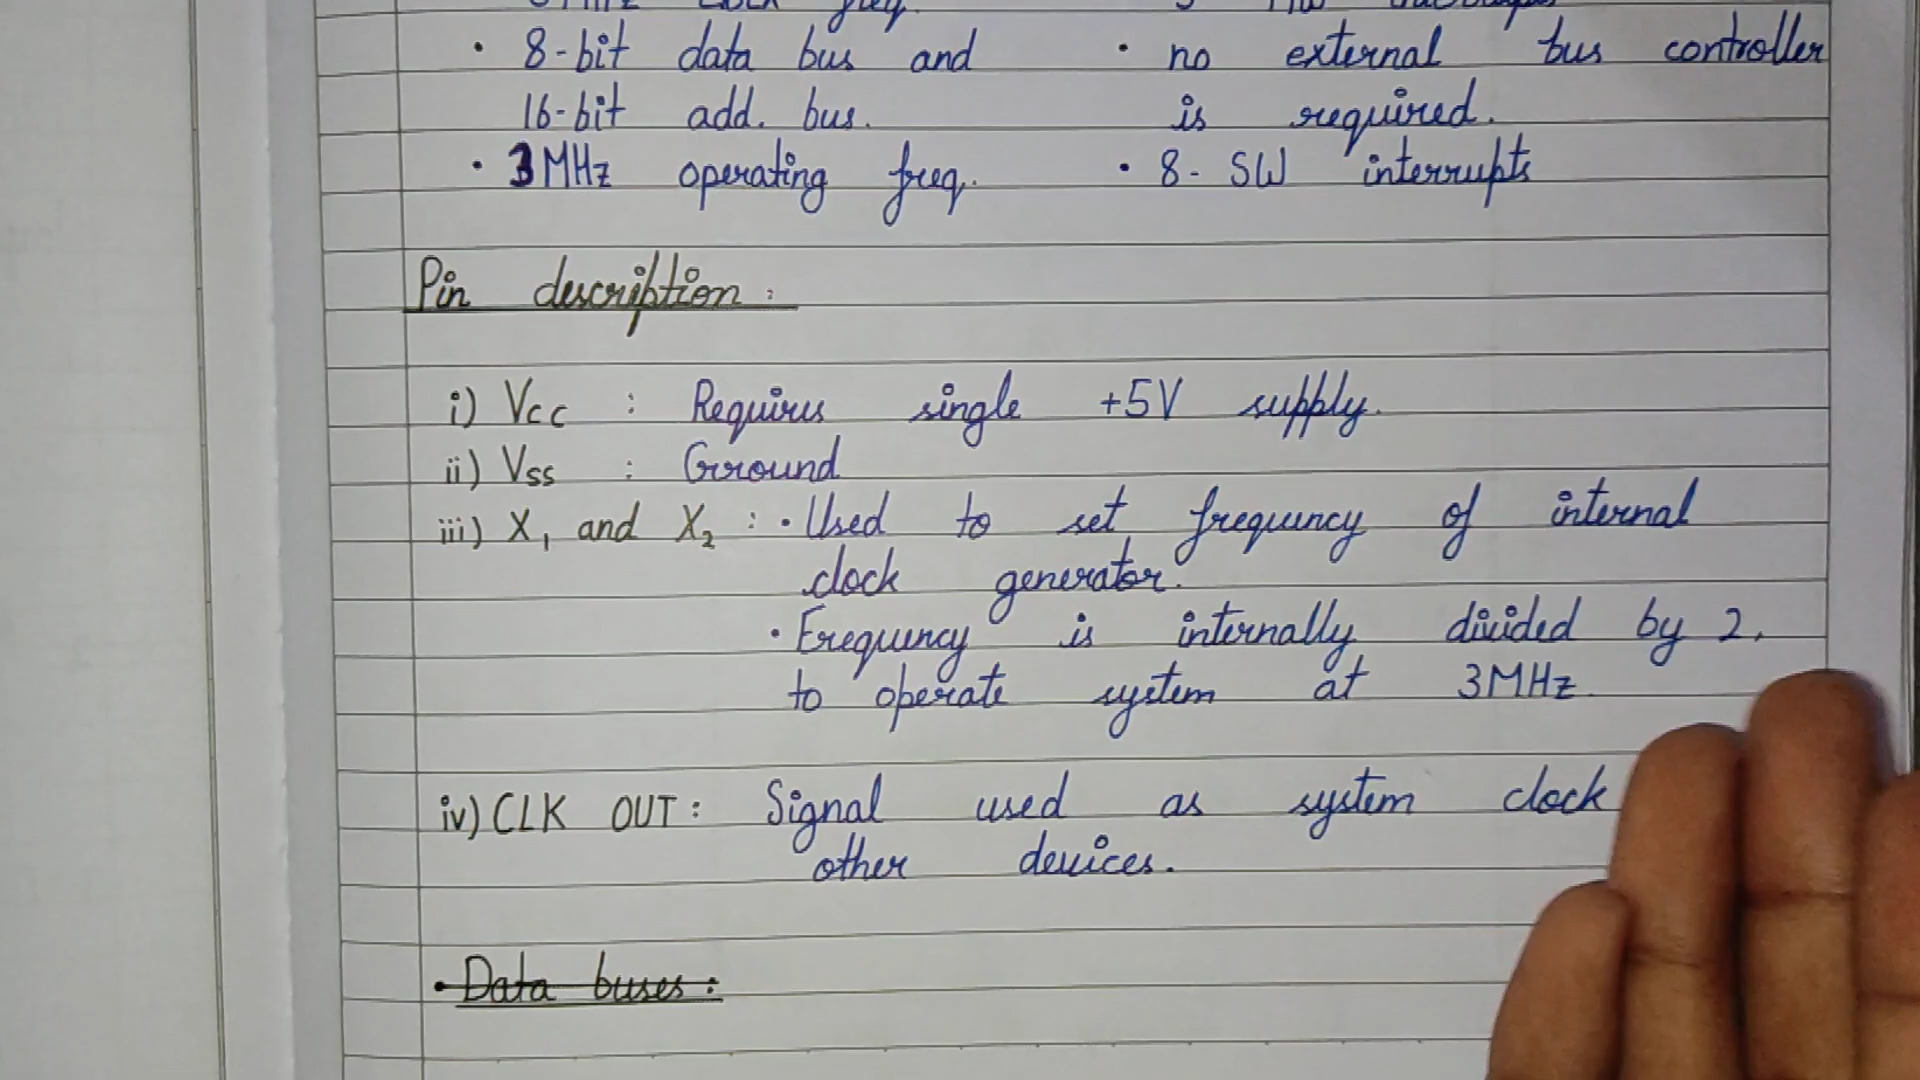 • 8-bit data bus and
16-bit add. bus.
• 3MHz operating freq.
• no external bus controller
is required.
• 8- SW interrupts
Pin description:
i) Vcc : Requires single +5V supply.
ii) Vss : Ground
iii) X1 and X2 : • Used to set frequency of internal
clock generator.
• Frequency is internally divided by 2,
to operate system at 3MHz.
iv) CLK OUT: Signal used as system clock
other devices.
• Data buses: